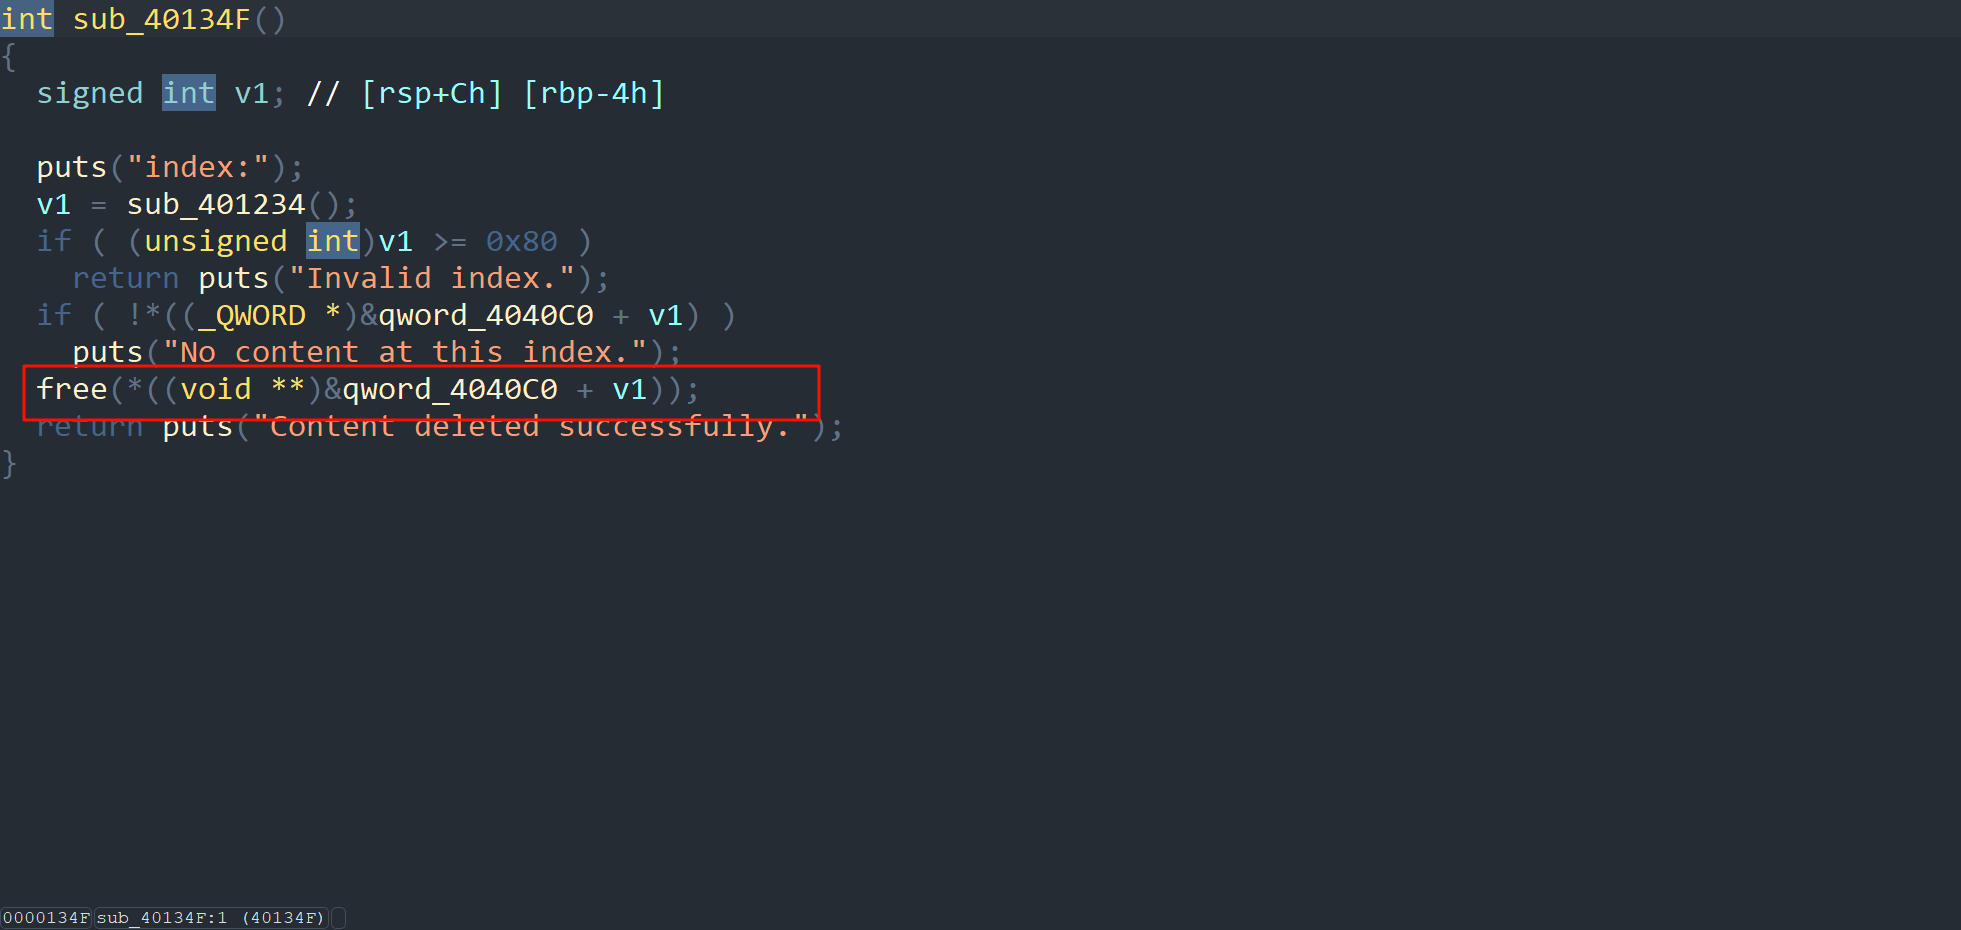 int sub_40134F()
{
  signed int v1; // [rsp+Ch] [rbp-4h]

  puts("index:");
  v1 = sub_401234();
  if ( (unsigned int)v1 >= 0x80 )
    return puts("Invalid index.");
  if ( !*((_QWORD *)&qword_4040C0 + v1) )
    puts("No content at this index.");
  free(*((void **)&qword_4040C0 + v1));
  return puts("Content deleted successfully.");
}
0000134F sub_40134F:1 (40134F)